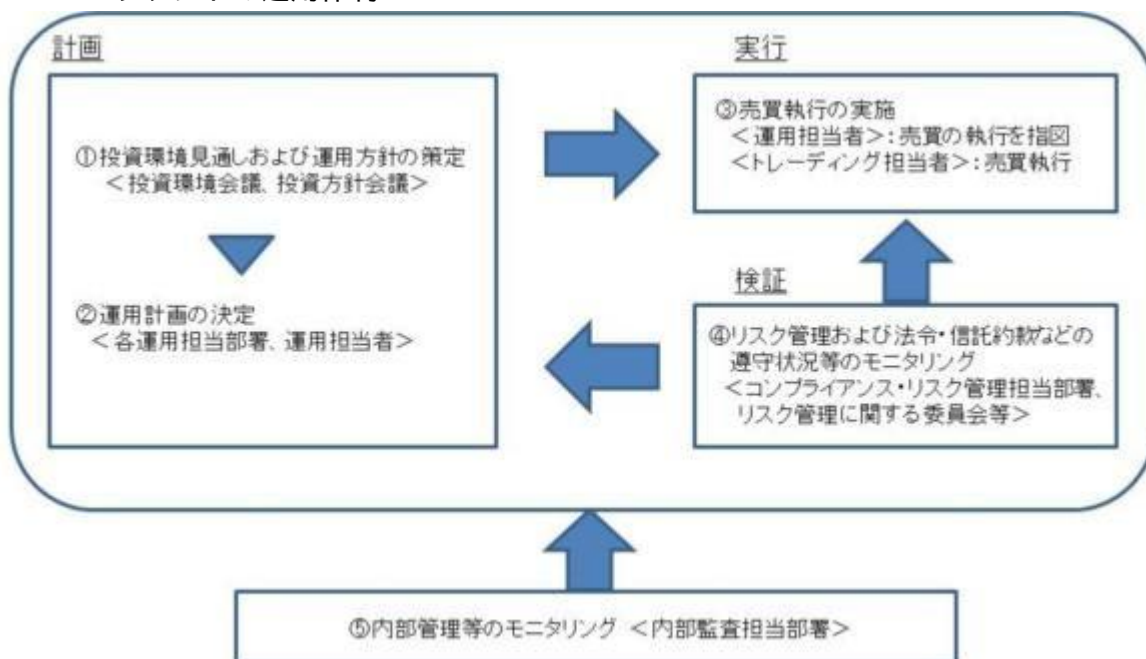 計画
①投資環境見通しおよび運用方針の策定
＜投資環境会議、投資方針会議＞
②運用計画の決定
＜各運用担当部署、運用担当者＞
実行
③売買執行の実施
＜運用担当者＞：売買の執行を指図
＜トレーディング担当者＞：売買執行
検証
④リスク管理および法令・信託約款などの
遵守状況等のモニタリング
＜コンプライアンス・リスク管理担当部署、
リスク管理に関する委員会等＞
⑤内部管理等のモニタリング ＜内部監査担当部署＞